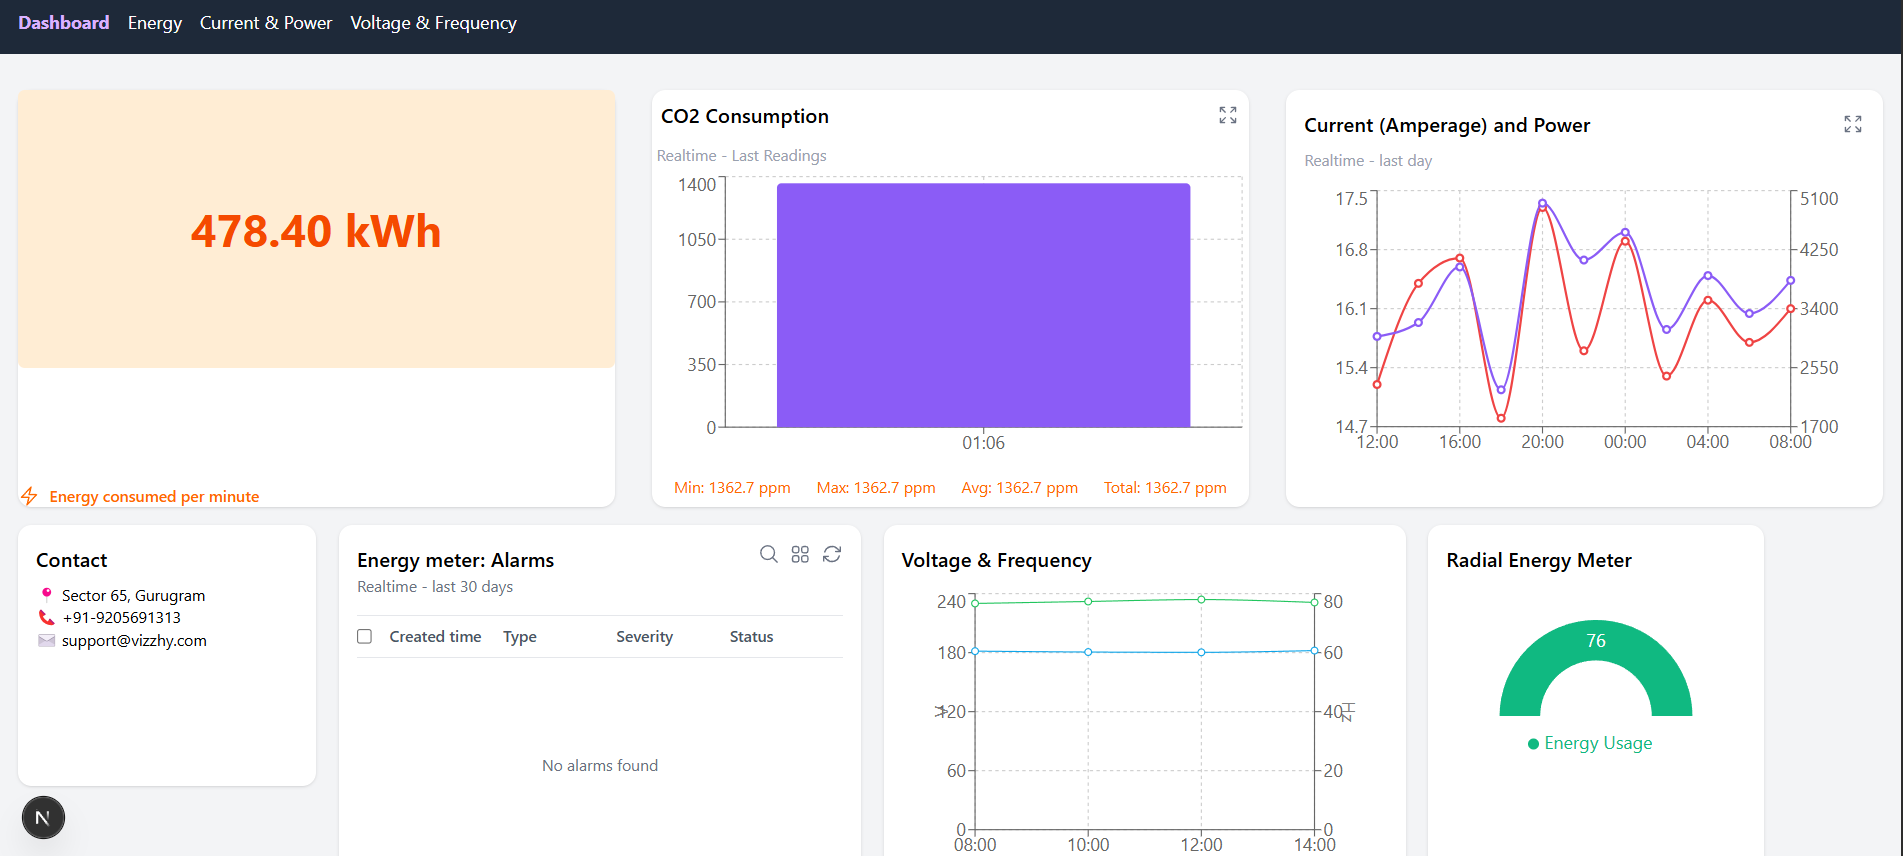 Dashboard Energy Current & Power Voltage & Frequency
478.40 kWh
Energy consumed per minute
CO2 Consumption
Realtime - Last Readings
1400
1050
700
350
0
01:06
Min: 1362.7 ppm Max: 1362.7 ppm Avg: 1362.7 ppm Total: 1362.7 ppm
Current (Amperage) and Power
Realtime - last day
17.5 5100
16.8 4250
16.1 3400
15.4 2550
14.7 1700
12:00 16:00 20:00 00:00 04:00 08:00
Contact
Sector 65, Gurugram
+91-9205691313
support@vizzhy.com
N
Energy meter: Alarms
Realtime - last 30 days
Created time Type Severity Status
No alarms found
Voltage & Frequency
240 80
180 60
V 120 40 Hz
60 20
0 0
08:00 10:00 12:00 14:00
Radial Energy Meter
76
Energy Usage